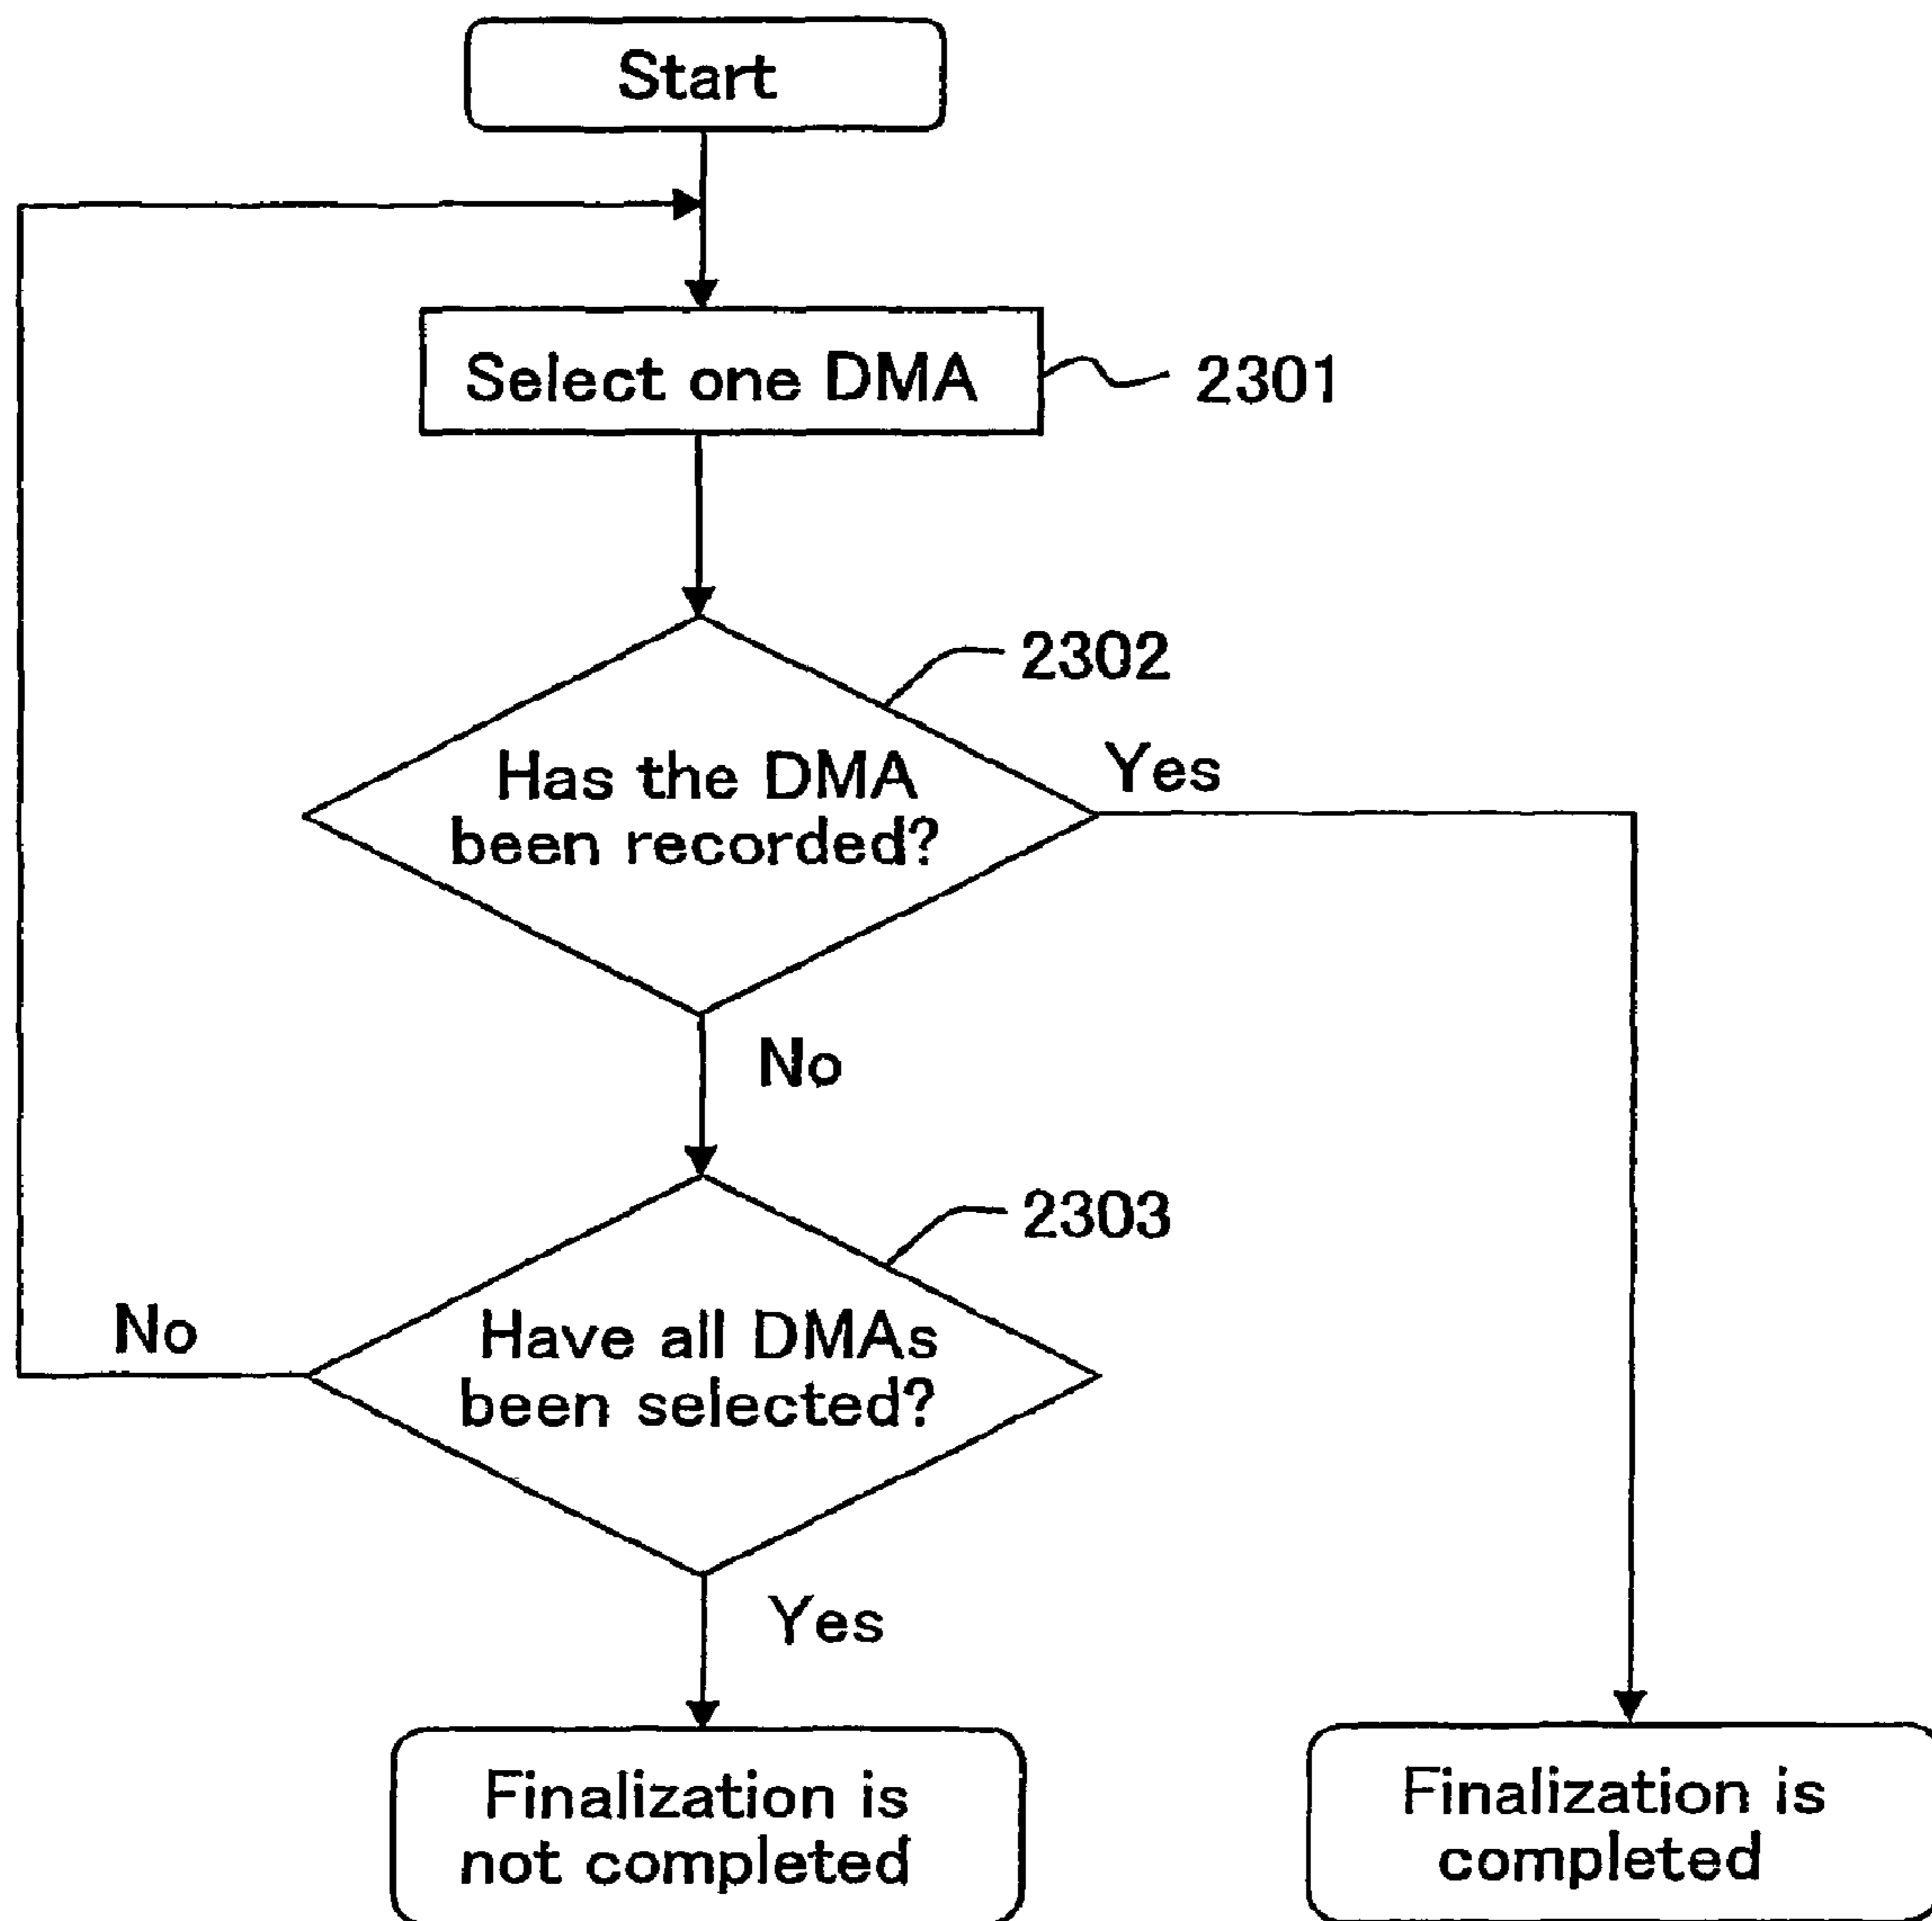 Start
Select one DMA
2301
2302
Has the DMA
been recorded?
Yes
No
2303
Have all DMAs
been selected?
No
Yes
Finalization is
not completed
Finalization is
completed